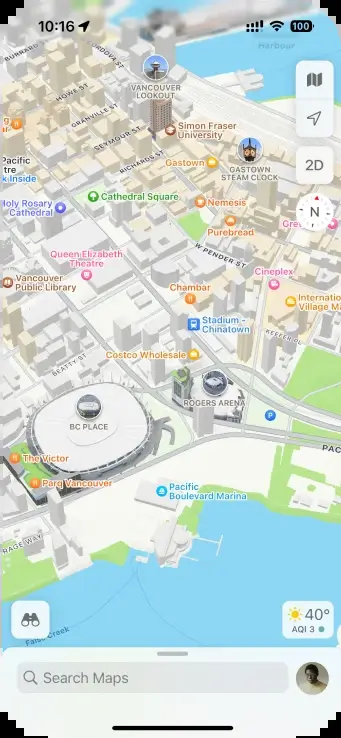 10:16
100
Harbour
HOWE ST
VANCOUVER
LOOKOUT
GRANVILLE ST
Simon Fraser
University
SEYMOUR ST
2D
Pacific
tre
k Inside
RICHARDS ST
Gastown
GASTOWN
STEAM CLOCK
Holy Rosary
Cathedral
Cathedral Square
Nemesis
N
Purebread
Queen Elizabeth
Theatre
W PENDER ST
Cineplex
Vancouver
Public Library
Chambar
Internatio
Village Ma
Stadium –
Chinatown
KEEFER PL
Costco Wholesale
BEATTY ST
ROGERS ARENA
BC PLACE
P
PAC
The Victor
Parq Vancouver
Pacific
Boulevard Marina
RAGE WAY
False Creek
40°
AQI 3
Search Maps